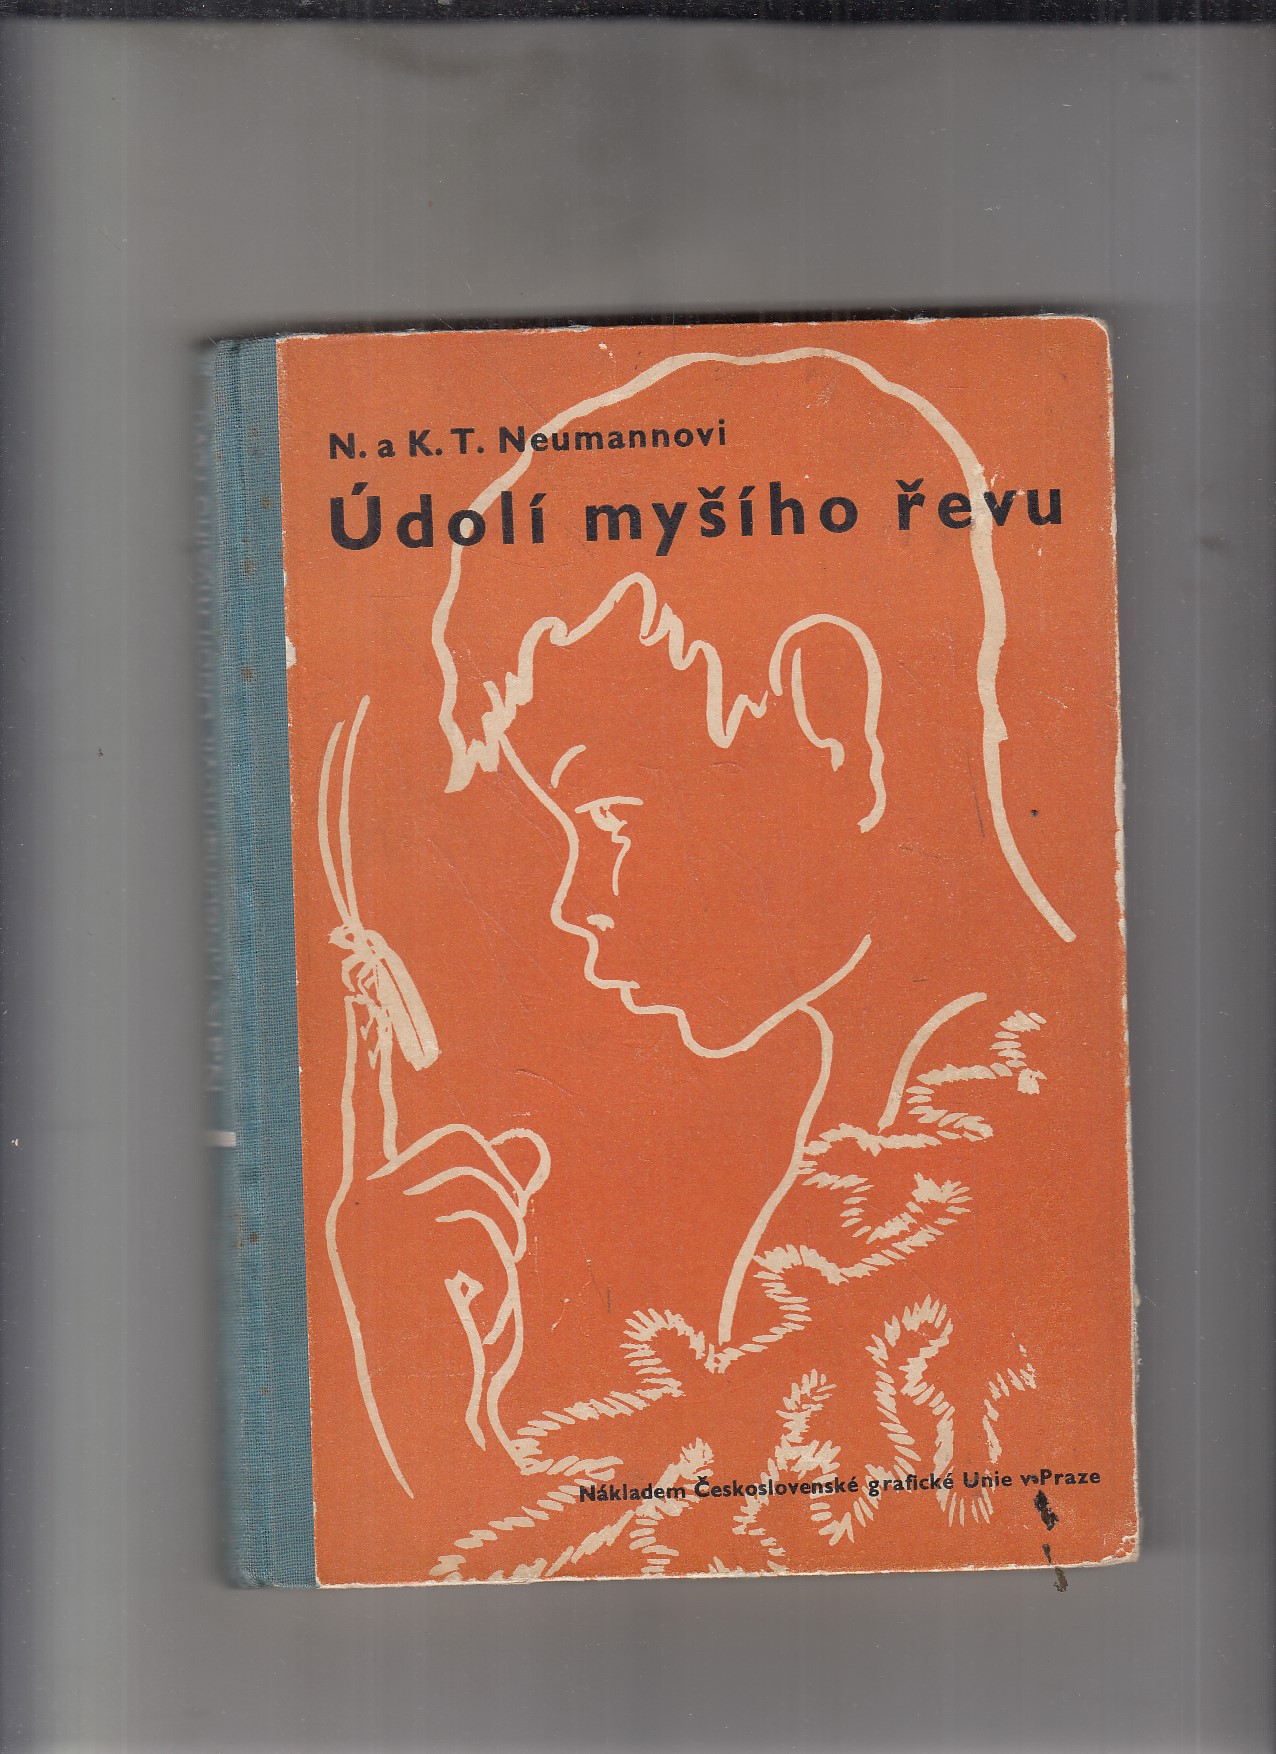 N. a K. T. Neumannovi
Údolí myšího řevu
Nákladem Československé grafické Unie v Praze